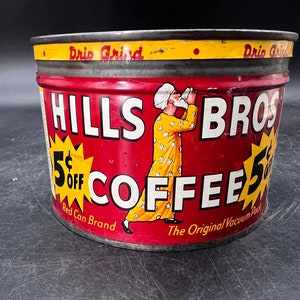 Drip Grind Drip Grind
HILLS BROS
5¢ OFF
COFFEE
5¢
Red Can Brand
The Original Vacuum Pack